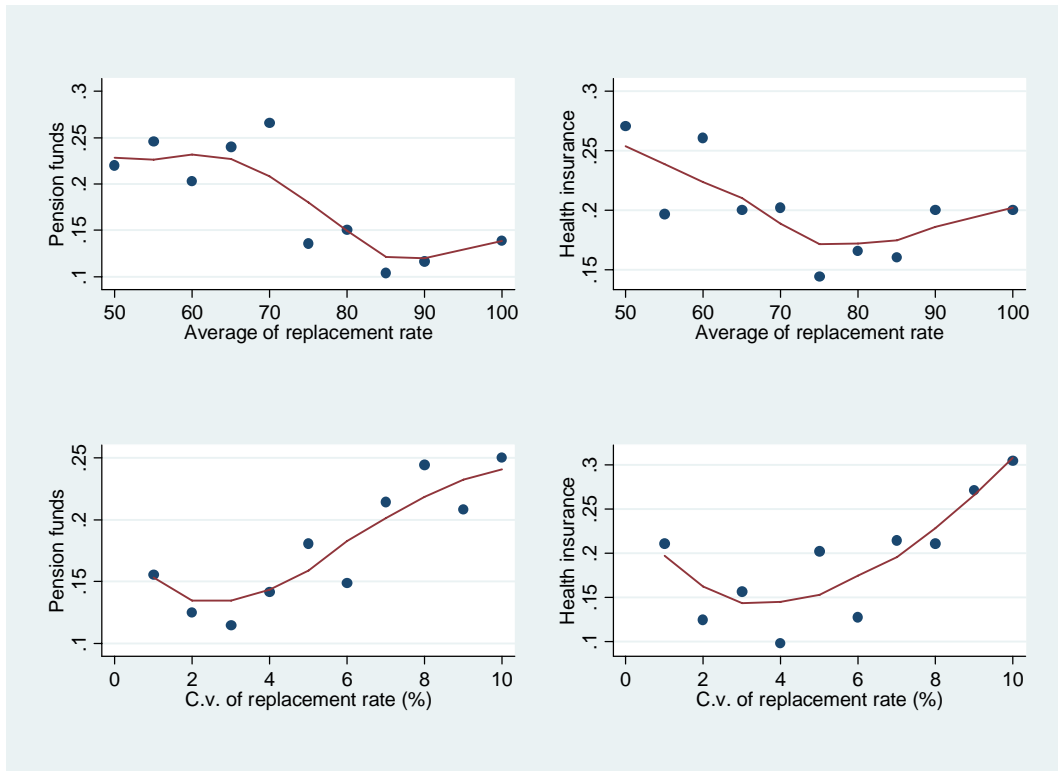 Pension funds
.3
.25
.2
.15
.1
50 60 70 80 90 100
Average of replacement rate
Health insurance
.3
.25
.2
.15
50 60 70 80 90 100
Average of replacement rate
Pension funds
.25
.2
.15
.1
0 2 4 6 8 10
C.v. of replacement rate (%)
Health insurance
.3
.25
.2
.15
.1
0 2 4 6 8 10
C.v. of replacement rate (%)